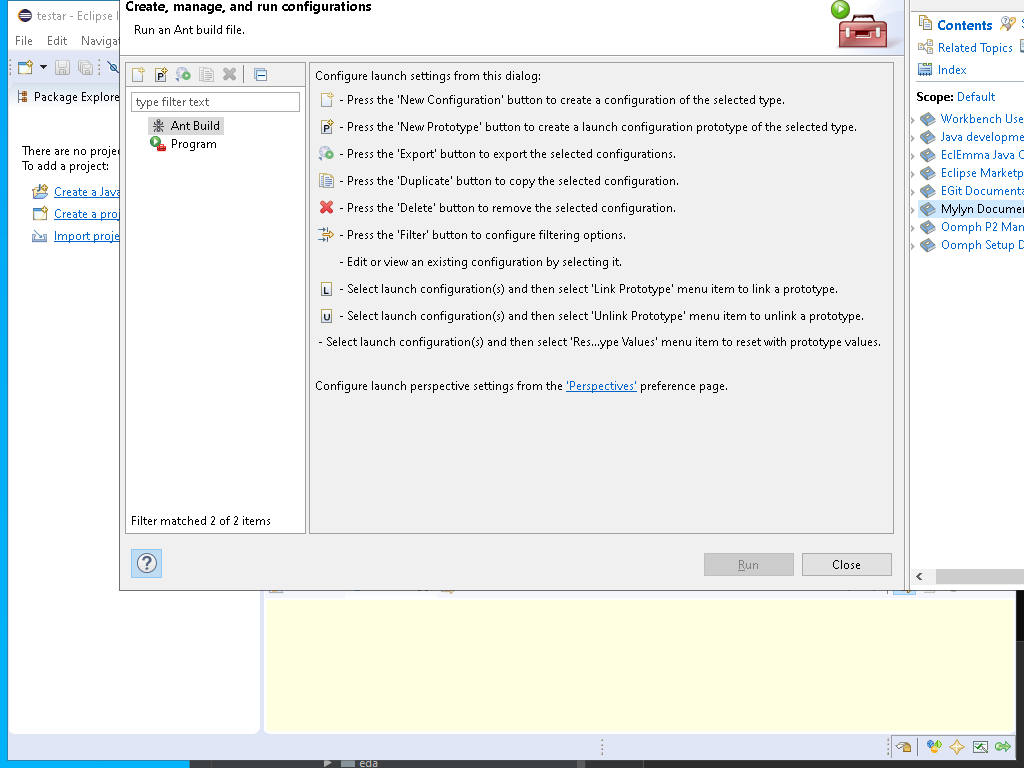 testar - Eclipse
File Edit
Package Explore
There are no
To add a project:
Create a Java
Create a
Import
Create, manage, and run configurations
Run an Ant build file.
type filter text
Ant Build
Program
Filter matched 2 of 2 items
Configure launch settings from this dialog:
- Press the 'New Configuration' button to create a configuration of the selected type.
- Press the 'New Prototype' button to create a launch configuration prototype of the selected type.
- Press the 'Export' button to export the selected configurations.
- Press the 'Duplicate' button to copy the selected configuration.
- Press the 'Delete' button to remove the selected configuration.
- Press the 'Filter' button to configure filtering options.
- Edit or view an existing configuration by selecting it.
L - Select launch configuration(s) and then select 'Link Prototype' menu item to link a prototype.
U - Select launch configuration(s) and then select 'Unlink Prototype' menu item to unlink a prototype.
- Select launch configuration(s) and then select 'Res...ype Values' menu item to reset with prototype values.
Configure launch perspective settings from the 'Perspectives' preference page.
?
Run
Close
Contents
Related Topics
Index
Scope: Default
Workbench Use
Java developme
EclEmma Java
Eclipse Marketp
EGit Documenta
Mylyn Documen
Oomph P2 Man
Oomph Setup
eda